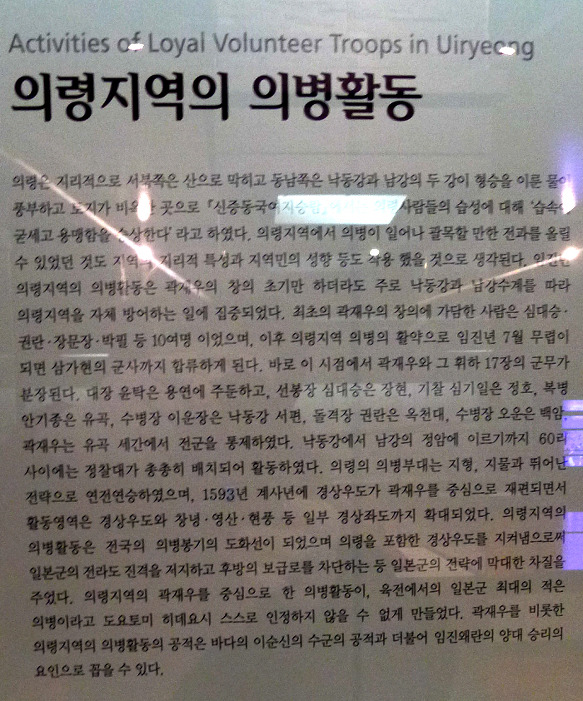 Activities of Loyal Volunteer Troops in Uiryeong
의령지역의 의병활동
의령은 지리적으로 서북쪽은 산으로 막히고 동남쪽은 낙동강과 남강의 두 강이 형승을 이룬 물이
풍부하고 토지가 곳으로 『신증동국여지승람』 사람들의 습성에 대해 '습속이
굳세고 용맹함을 숭상한다' 라고 하였다. 의령지역에서 의병이 일어나 괄목할 만한 전과를 올릴
수 있었던 것도 지역의 지리적 특성과 지역민의 성향 등도 작용 했을 것으로 생각된다.
의령지역의 의병활동은 곽재우의 창의 초기만 하더라도 주로 낙동강과 남강수계를 따라
의령지역을 자체 방어하는 일에 집중되었다. 최초의 곽재우의 창의에 가담한 사람은 심대승·
권란·장문장·박필 등 10여명 이었으며, 이후 의령지역 의병의 활약으로 임진년 7월 무렵이
되면 삼가현의 군사까지 합류하게 된다. 바로 이 시점에서 곽재우와 그 휘하 17장의 군무가
분장된다. 대장 윤탁은 용연에 주둔하고, 선봉장 심대승은 장현, 기찰 심기일은 정호, 복병
안기종은 유곡, 수병장 이운장은 낙동강 서편, 돌격장 권란은 옥천대, 수병장 오운은 백암
곽재우는 유곡 세간에서 전군을 통제하였다. 낙동강에서 남강의 정암에 이르기까지 60리
사이에는 정찰대가 총총히 배치되어 활동하였다. 의령의 의병부대는 지형, 지물과 뛰어난
전략으로 연전연승하였으며, 1593년 계사년에 경상우도가 곽재우를 중심으로 재편되면서
활동영역은 경상우도와 창녕·영산·현풍 등 일부 경상좌도까지 확대되었다. 의령지역의
의병활동은 전국의 의병봉기의 도화선이 되었으며 의령을 포함한 경상우도를 지켜냄으로써
일본군의 전라도 진격을 저지하고 후방의 보급로를 차단하는 등 일본군의 전략에 막대한 차질을
주었다. 의령지역의 곽재우를 중심으로 한 의병활동이, 육전에서의 일본군 최대의 적은
의병이라고 도요토미 히데요시 스스로 인정하지 않을 수 없게 만들었다. 곽재우를 비롯한
의령지역의 의병활동의 공적은 바다의 이순신의 수군의 공적과 더불어 임진왜란의 양대 승리의
요인으로 꼽을 수 있다.